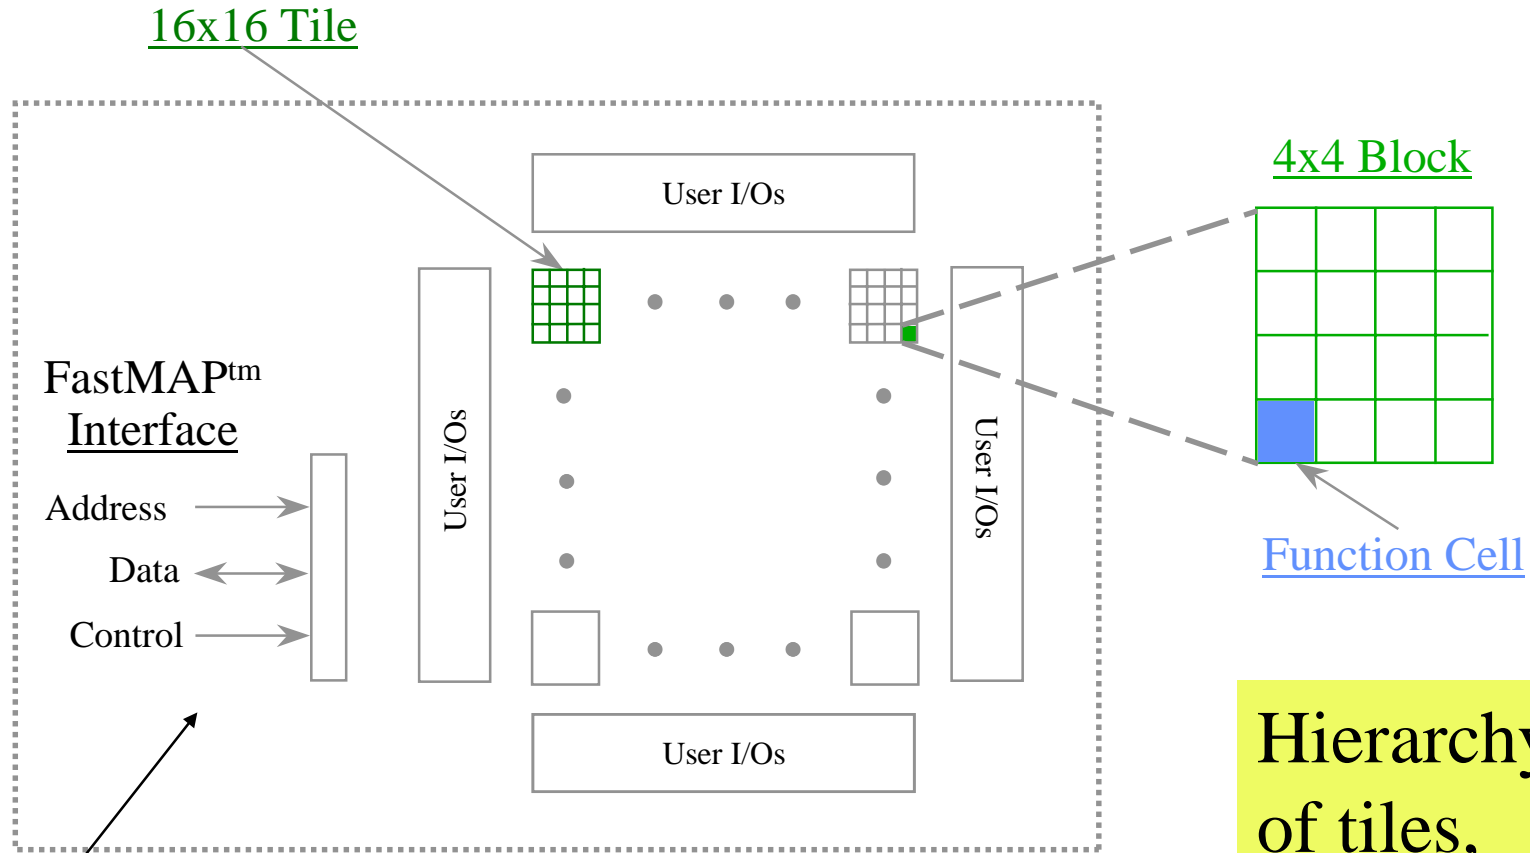 16x16 Tile
4x4 Block
User I/Os
FastMAPtm
Interface
User I/Os
User I/Os
Address
Data
Control
Function Cell
User I/Os
Hierarchy
of tiles,